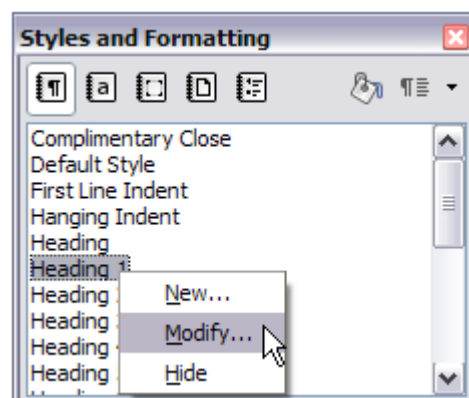 Styles and Formatting
Complimentary Close
Default Style
First Line Indent
Hanging Indent
Heading
Heading 1
Heading
New...
Heading
Modify...
Heading
Heading
Hide